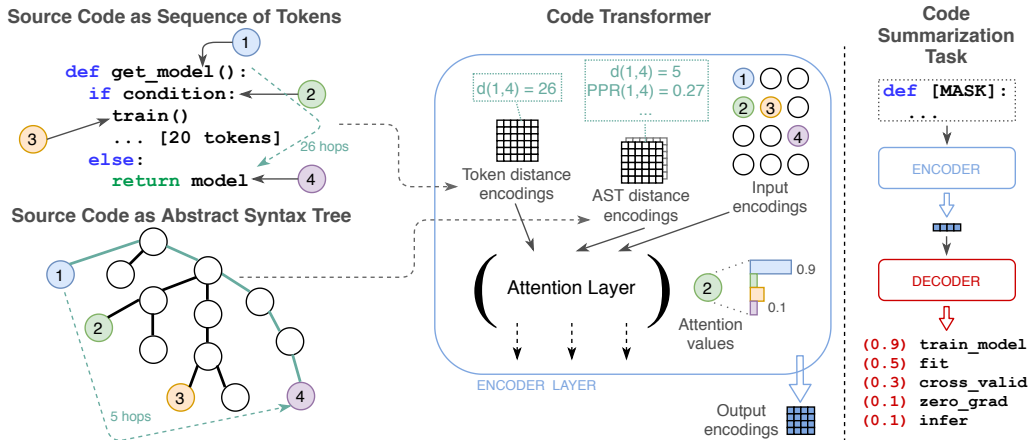 Source Code as Sequence of Tokens
1
def get_model():
if condition:
2
train()
3
... [20 tokens]
26 hops
else:
return model
4
Source Code as Abstract Syntax Tree
1
2
3
4
5 hops
Code Transformer
d(1,4) = 26
d(1,4) = 5
PPR(1,4) = 0.27
...
1
2
3
4
Token distance
encodings
AST distance
encodings
Input
encodings
( Attention Layer )
2
0.9
0.1
Attention
values
ENCODER LAYER
Output
encodings
Code
Summarization
Task
def [MASK]:
...
ENCODER
DECODER
(0.9) train_model
(0.5) fit
(0.3) cross_valid
(0.1) zero_grad
(0.1) infer